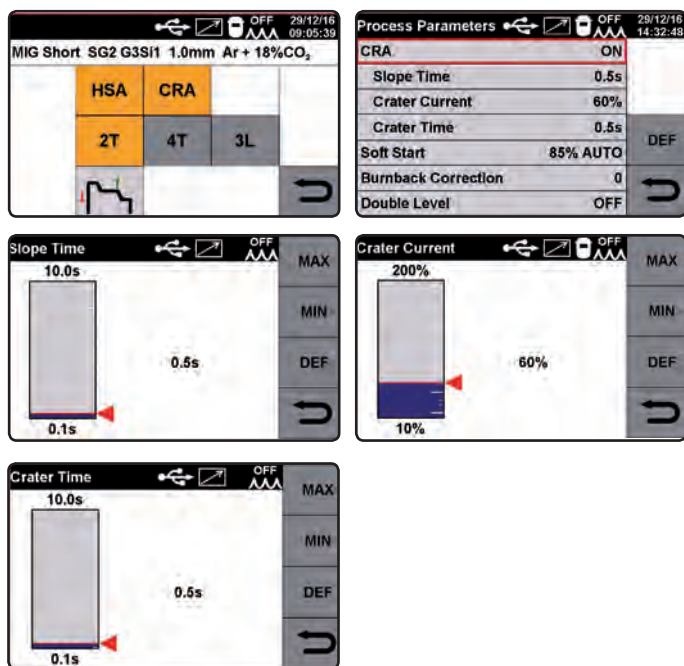 OFF
29/12/16
09:05:39
MIG Short SG2 G3Si1 1.0mm Ar + 18%CO₂
HSA CRA
2T 4T 3L
Process Parameters
OFF
29/12/16
14:32:48
CRA ON
Slope Time 0.5s
Crater Current 60%
Crater Time 0.5s
DEF
Soft Start 85% AUTO
Burnback Correction 0
Double Level OFF
Slope Time
OFF
MAX
10.0s
MIN
0.5s
DEF
0.1s
Crater Current
OFF
MAX
200%
MIN
60%
DEF
10%
Crater Time
OFF
MAX
10.0s
MIN
0.5s
DEF
0.1s